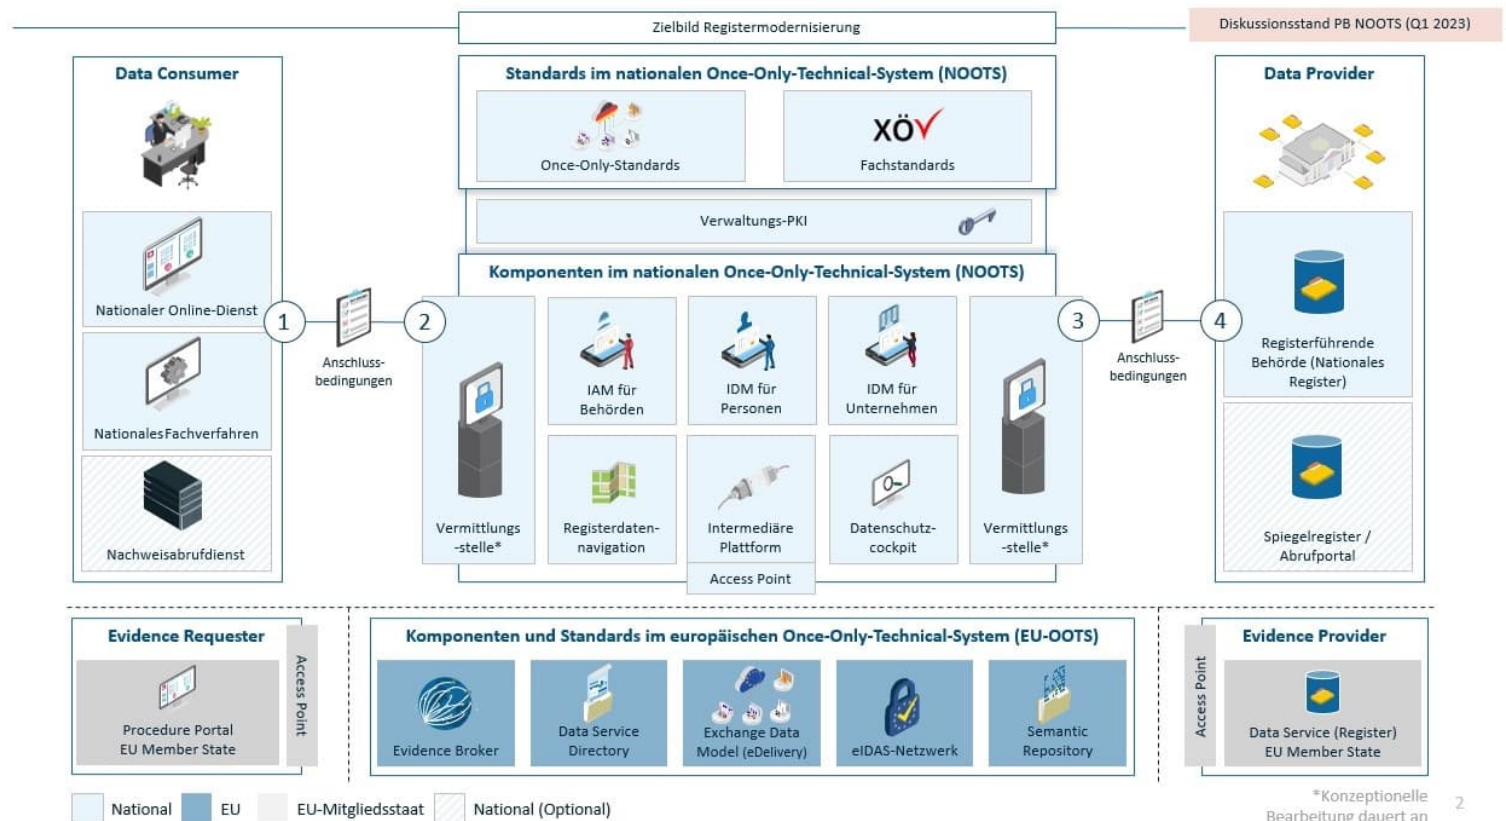 Zielbild Registermodernisierung
Diskussionsstand PB NOOTS (Q1 2023)
Data Consumer
Nationaler Online-Dienst
NationalesFachverfahren
Nachweisabrufdienst
1
Anschluss-
bedingungen
2
Standards im nationalen Once-Only-Technical-System (NOOTS)
Once-Only-Standards
XÖV
Fachstandards
Verwaltungs-PKI
Komponenten im nationalen Once-Only-Technical-System (NOOTS)
Vermittlungs
-stelle*
IAM für
Behörden
IDM für
Personen
IDM für
Unternehmen
Registerdaten-
navigation
Intermediäre
Plattform
Access Point
Datenschutz-
cockpit
Vermittlungs
-stelle*
3
Anschluss-
bedingungen
4
Data Provider
Registerführende
Behörde (Nationales
Register)
Spiegelregister /
Abrufportal
Evidence Requester
Procedure Portal
EU Member State
Access Point
Komponenten und Standards im europäischen Once-Only-Technical-System (EU-OOTS)
Evidence Broker
Data Service
Directory
Exchange Data
Model (eDelivery)
eIDAS-Netzwerk
Semantic
Repository
Access Point
Evidence Provider
Data Service (Register)
EU Member State
National
EU
EU-Mitgliedsstaat
National (Optional)
*Konzeptionelle
Bearbeitung dauert an
2